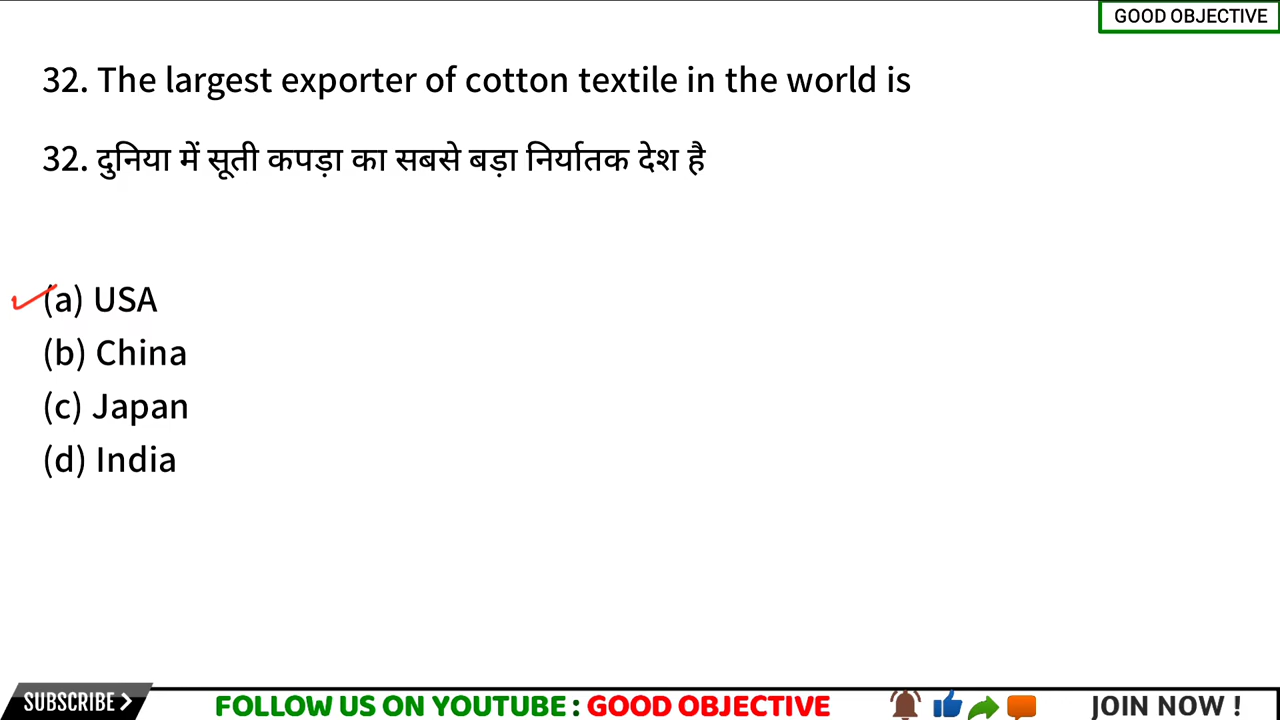 GOOD OBJECTIVE
32. The largest exporter of cotton textile in the world is
32. दुनिया में सूती कपड़ा का सबसे बड़ा निर्यातक देश है
(a) USA
(b) China
(c) Japan
(d) India
SUBSCRIBE >
FOLLOW US ON YOUTUBE : GOOD OBJECTIVE
JOIN NOW !